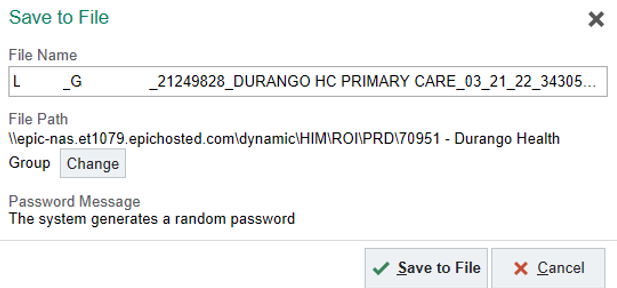 Save to File
File Name
L _G _21249828_DURANGO HC PRIMARY CARE_03_21_22_34305...
File Path
\\epic-nas.et1079.epichosted.com\dynamic\HIM\ROI\PRD\70951 - Durango Health
Group Change
Password Message
The system generates a random password
Save to File Cancel